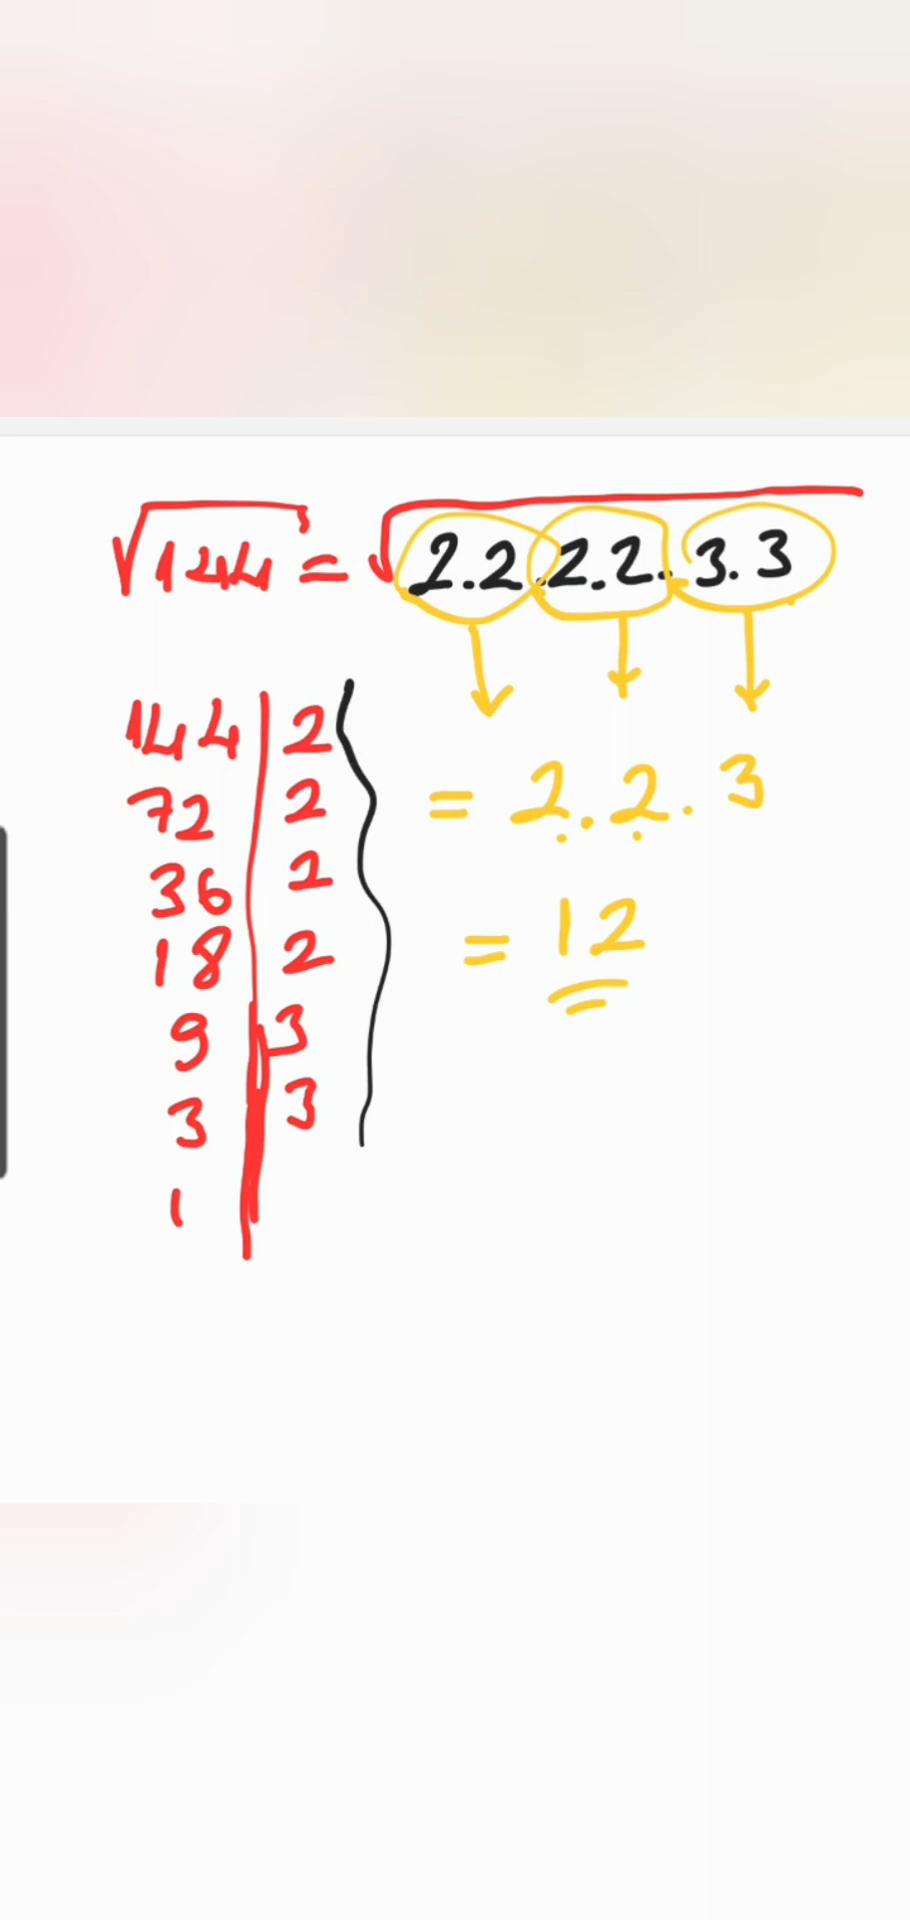 √144 = √2.2.2.2.3.3
144 | 2
72 | 2
36 | 2
18 | 2
9 | 3
3 | 3
1 |
= 2.2.3
= 12